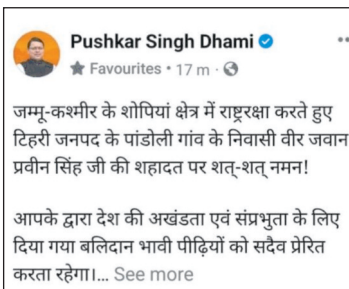 Pushkar Singh Dhami
Favourites • 17 m ·
जम्मू-कश्मीर के शोपियां क्षेत्र में राष्ट्ररक्षा करते हुए
टिहरी जनपद के पांडोली गांव के निवासी वीर जवान
प्रवीन सिंह जी की शहादत पर शत्-शत् नमन!
आपके द्वारा देश की अखंडता एवं संप्रभुता के लिए
दिया गया बलिदान भावी पीढ़ियों को सदैव प्रेरित
करता रहेगा।... See more